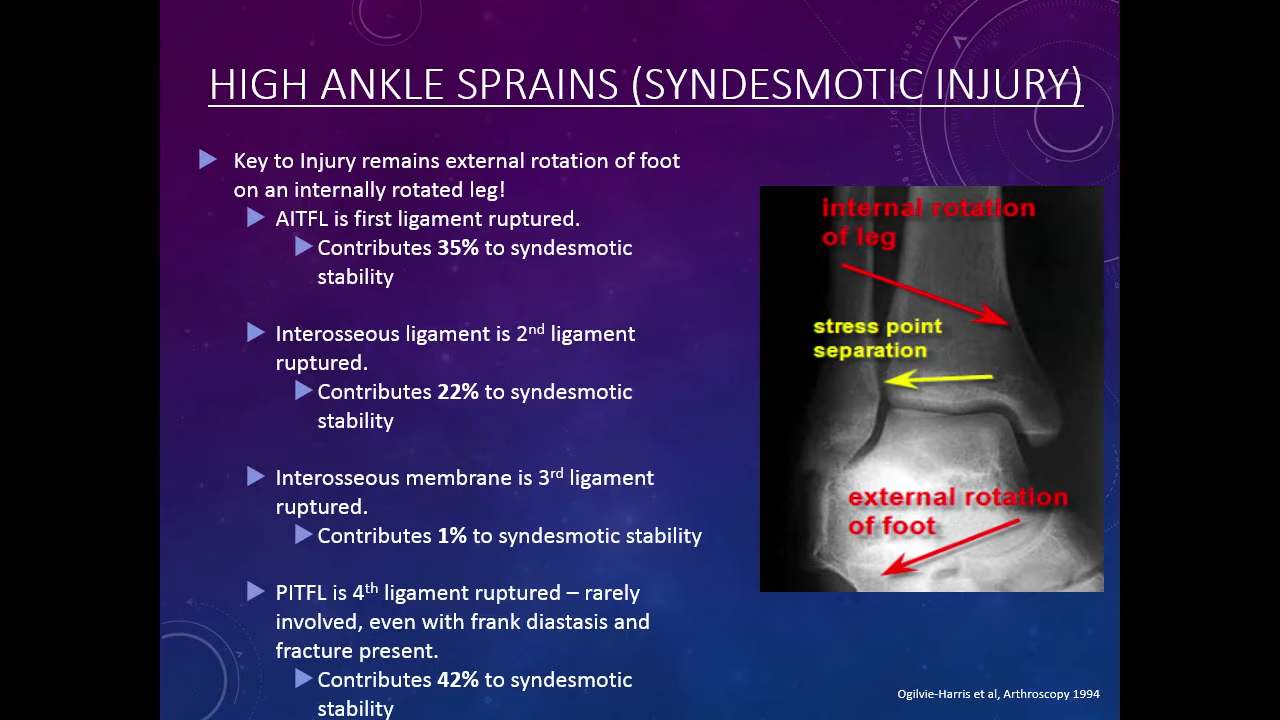 HIGH ANKLE SPRAINS (SYNDESMOTIC INJURY)
Key to Injury remains external rotation of foot
on an internally rotated leg!
AITFL is first ligament ruptured.
Contributes 35% to syndesmotic
stability
Interosseous ligament is 2nd ligament
ruptured.
Contributes 22% to syndesmotic
stability
Interosseous membrane is 3rd ligament
ruptured.
Contributes 1% to syndesmotic stability
PITFL is 4th ligament ruptured – rarely
involved, even with frank diastasis and
fracture present.
Contributes 42% to syndesmotic
stability
internal rotation
of leg
stress point
separation
external rotation
of foot
Ogilvie-Harris et al, Arthroscopy 1994